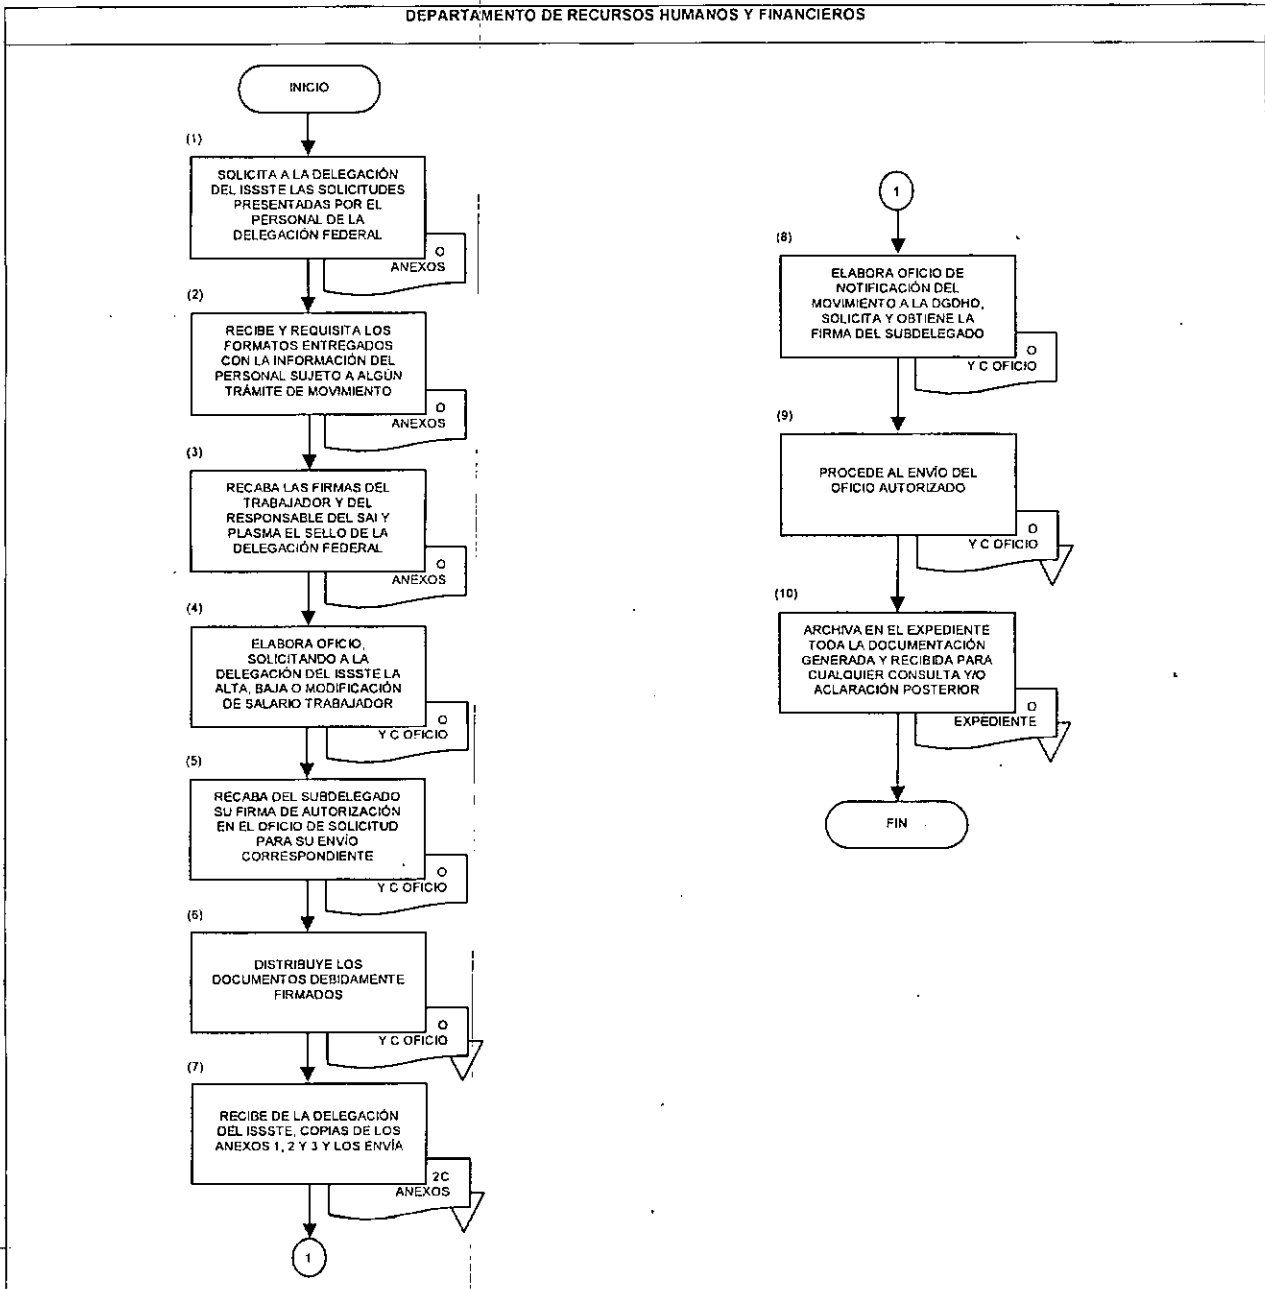 DEPARTAMENTO DE RECURSOS HUMANOS Y FINANCIEROS
INICIO
(1)
SOLICITA A LA DELEGACIÓN
DEL ISSSTE LAS SOLICITUDES
PRESENTADAS POR EL
PERSONAL DE LA
DELEGACIÓN FEDERAL
O
ANEXOS
(2)
RECIBE Y REQUISITA LOS
FORMATOS ENTREGADOS
CON LA INFORMACIÓN DEL
PERSONAL SUJETO A ALGÚN
TRÁMITE DE MOVIMIENTO
O
ANEXOS
(3)
RECABA LAS FIRMAS DEL
TRABAJADOR Y DEL
RESPONSABLE DEL SAI Y
PLASMA EL SELLO DE LA
DELEGACIÓN FEDERAL
O
ANEXOS
(4)
ELABORA OFICIO,
SOLICITANDO A LA
DELEGACIÓN DEL ISSSTE LA
ALTA, BAJA O MODIFICACIÓN
DE SALARIO TRABAJADOR
O
Y C OFICIO
(5)
RECABA DEL SUBDELEGADO
SU FIRMA DE AUTORIZACIÓN
EN EL OFICIO DE SOLICITUD
PARA SU ENVÍO
CORRESPONDIENTE
O
Y C OFICIO
(6)
DISTRIBUYE LOS
DOCUMENTOS DEBIDAMENTE
FIRMADOS
O
Y C OFICIO
(7)
RECIBE DE LA DELEGACIÓN
DEL ISSSTE, COPIAS DE LOS
ANEXOS 1, 2 Y 3 Y LOS ENVÍA
2C
ANEXOS
1
1
(8)
ELABORA OFICIO DE
NOTIFICACIÓN DEL
MOVIMIENTO A LA DGDHO,
SOLICITA Y OBTIENE LA
FIRMA DEL SUBDELEGADO
O
Y C OFICIO
(9)
PROCEDE AL ENVÍO DEL
OFICIO AUTORIZADO
O
Y C OFICIO
(10)
ARCHIVA EN EL EXPEDIENTE
TODA LA DOCUMENTACIÓN
GENERADA Y RECIBIDA PARA
CUALQUIER CONSULTA Y/O
ACLARACIÓN POSTERIOR
O
EXPEDIENTE
FIN